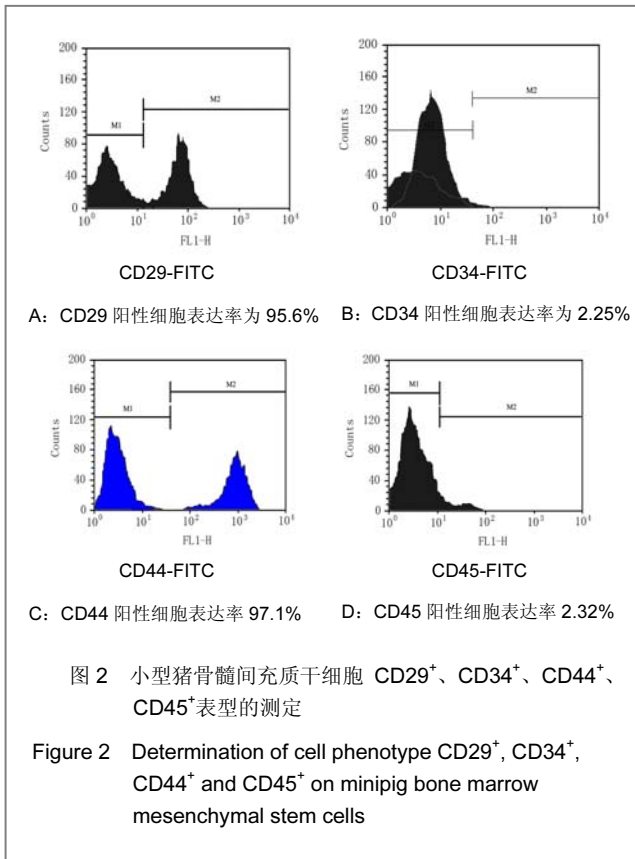 200
160
120
80
40
0
Counts
M1
M2
10⁰ 10¹ 10² 10³ 10⁴
FL1-H
CD29-FITC
A：CD29 阳性细胞表达率为 95.6%
200
160
120
80
40
0
Counts
M2
10⁰ 10¹ 10² 10³ 10⁴
FL1-H
CD34-FITC
B：CD34 阳性细胞表达率为 2.25%
200
160
120
80
40
0
Counts
M1
M2
10⁰ 10¹ 10² 10³ 10⁴
FL1-H
CD44-FITC
C：CD44 阳性细胞表达率 97.1%
200
160
120
80
40
0
Counts
M1
M2
10⁰ 10¹ 10² 10³ 10⁴
FL1-H
CD45-FITC
D：CD45 阳性细胞表达率 2.32%
图 2 小型猪骨髓间充质干细胞 CD29⁺、CD34⁺、CD44⁺、
CD45⁺表型的测定
Figure 2 Determination of cell phenotype CD29⁺, CD34⁺,
CD44⁺ and CD45⁺ on minipig bone marrow
mesenchymal stem cells